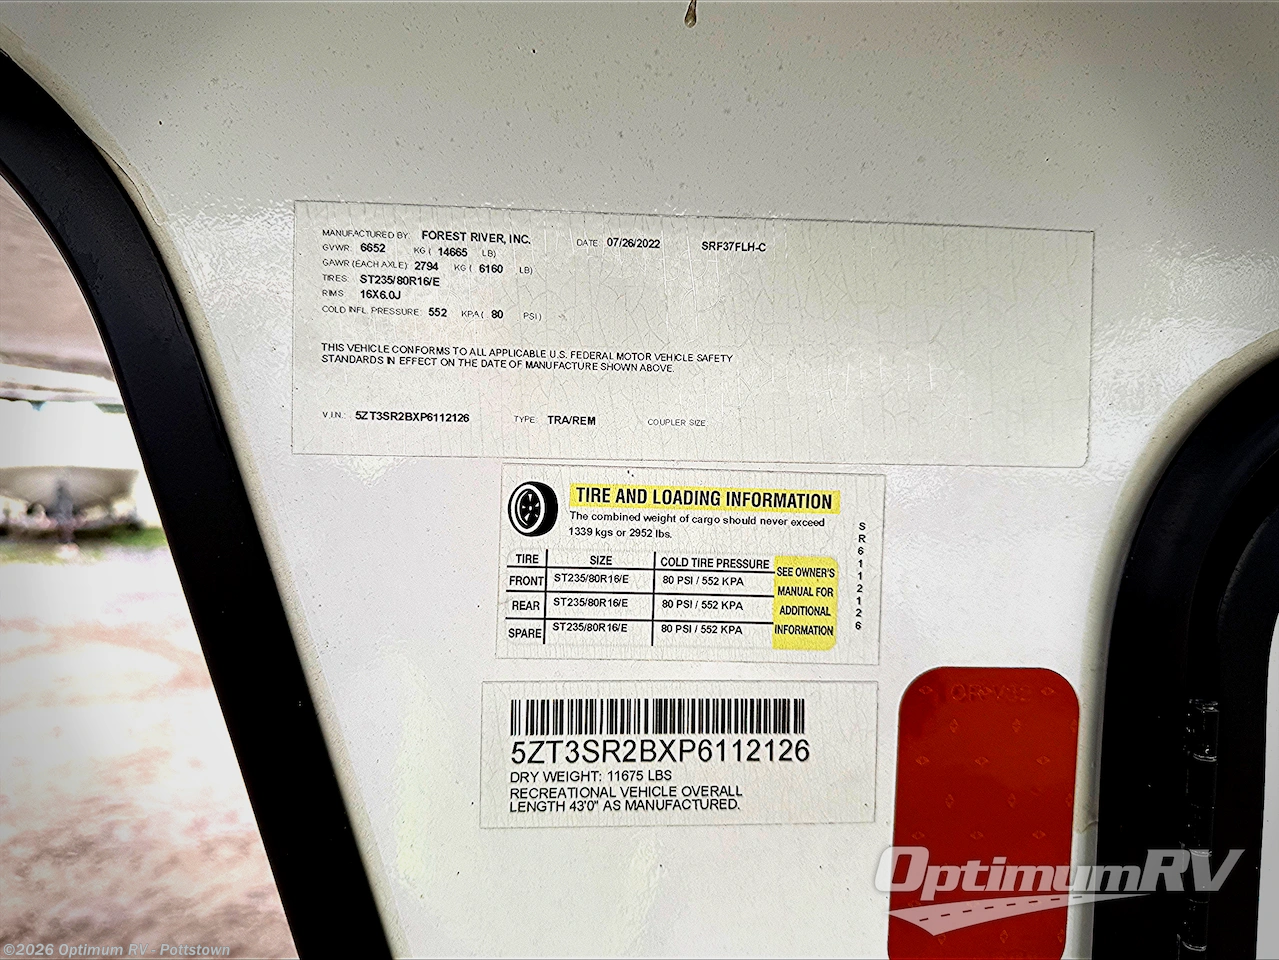 MANUFACTURED BY: FOREST RIVER, INC. DATE: 07/26/2022 SRF37FLH-C
GVWR: 6652 KG ( 14665 LB)
GAWR (EACH AXLE) 2794 KG ( 6160 LB)
TIRES: ST235/80R16/E
RIMS 16X6.0J
COLD INFL. PRESSURE: 552 KPA ( 80 PSI )
THIS VEHICLE CONFORMS TO ALL APPLICABLE U.S. FEDERAL MOTOR VEHICLE SAFETY
STANDARDS IN EFFECT ON THE DATE OF MANUFACTURE SHOWN ABOVE.
V.I.N.: 5ZT3SR2BXP6112126 TYPE: TRA/REM COUPLER SIZE
TIRE AND LOADING INFORMATION
The combined weight of cargo should never exceed
1339 kgs or 2952 lbs.
TIRE SIZE COLD TIRE PRESSURE
FRONT ST235/80R16/E 80 PSI / 552 KPA
REAR ST235/80R16/E 80 PSI / 552 KPA
SPARE ST235/80R16/E 80 PSI / 552 KPA
SEE OWNER'S
MANUAL FOR
ADDITIONAL
INFORMATION
SR6112126
5ZT3SR2BXP6112126
DRY WEIGHT: 11675 LBS
RECREATIONAL VEHICLE OVERALL
LENGTH 43'0" AS MANUFACTURED.
OptimumRV
©2026 Optimum RV - Pottstown